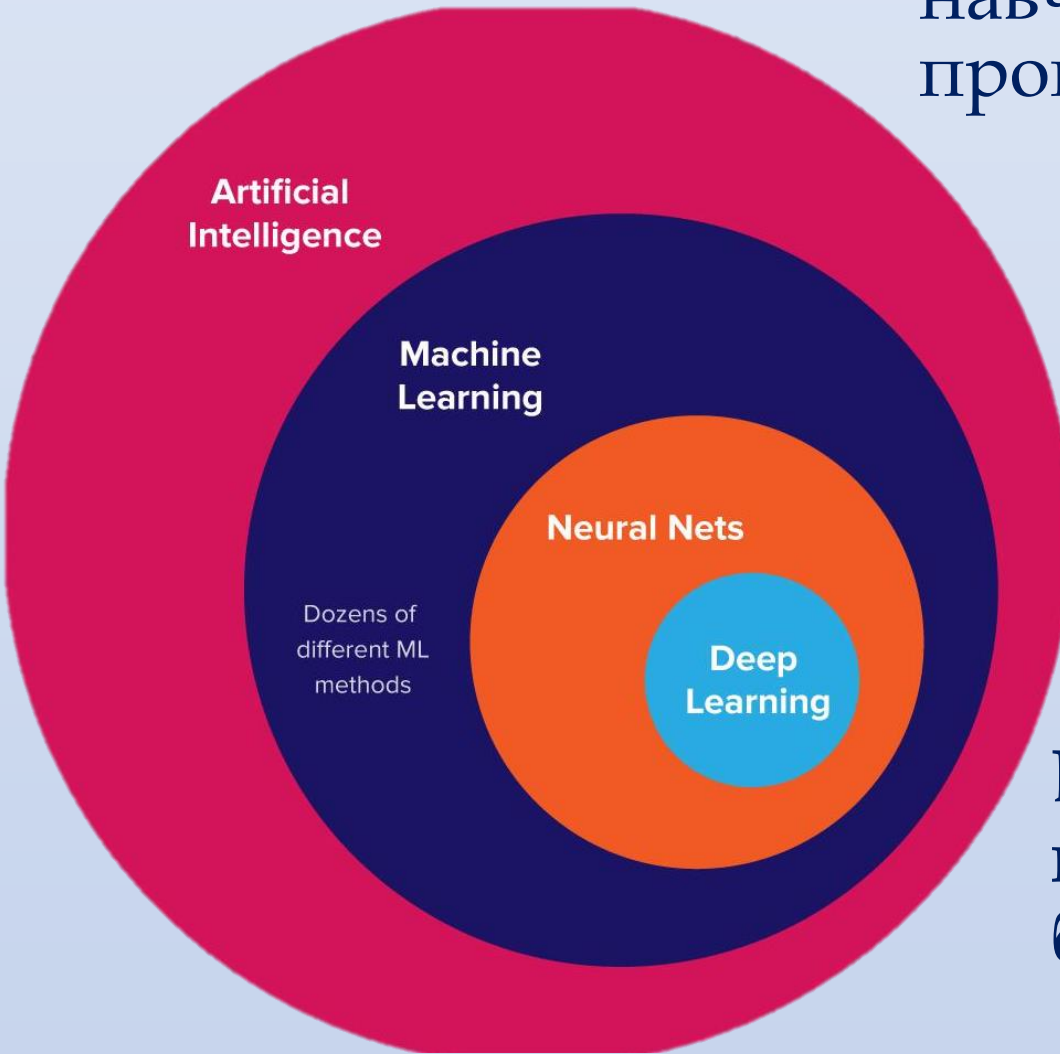 Artificial
Intelligence
Machine
Learning
Neural Nets
Dozens of
different ML
methods
Deep
Learning